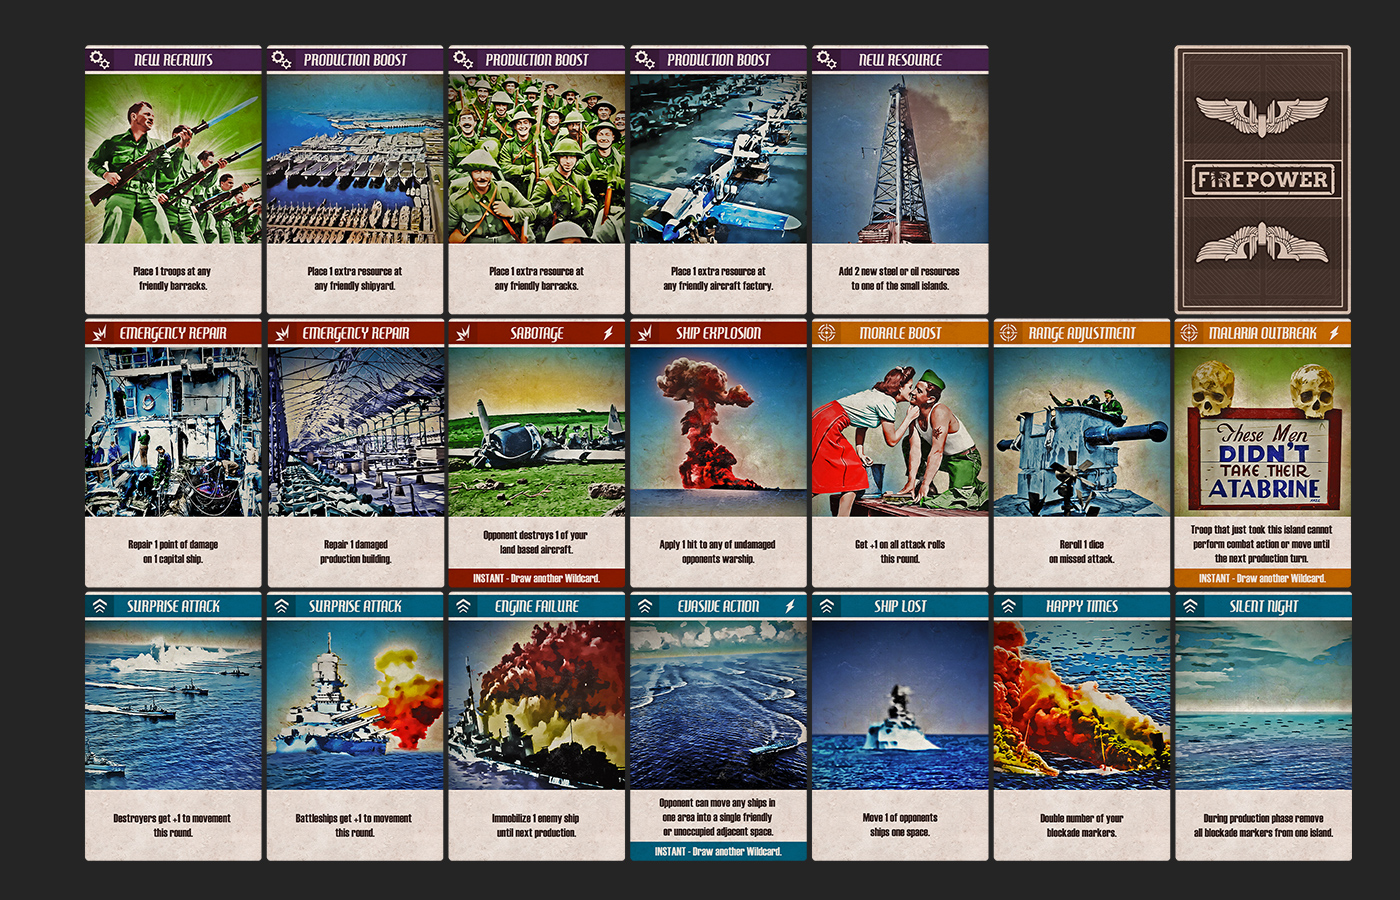 NEW RECRUITS
Place 1 troops at any
friendly barracks.
PRODUCTION BOOST
Place 1 extra resource at
any friendly shipyard.
PRODUCTION BOOST
Place 1 extra resource at
any friendly barracks.
PRODUCTION BOOST
Place 1 extra resource at
any friendly aircraft factory.
NEW RESOURCE
Add 2 new steel or oil resources
to one of the small islands.
FIREPOWER
EMERGENCY REPAIR
Repair 1 point of damage
on 1 capital ship.
EMERGENCY REPAIR
Repair 1 damaged
production building.
SABOTAGE
Opponent destroys 1 of your
land based aircraft.
INSTANT - Draw another Wildcard.
SHIP EXPLOSION
Apply 1 hit to any of undamaged
opponents warship.
MORALE BOOST
Get +1 on all attack rolls
this round.
RANGE ADJUSTMENT
Reroll 1 dice
on missed attack.
MALARIA OUTBREAK
These Men
DIDN'T
TAKE THEIR
ATABRINE
Troop that just took this island cannot
perform combat action or move until
the next production turn.
INSTANT - Draw another Wildcard.
SURPRISE ATTACK
Destroyers get +1 to movement
this round.
SURPRISE ATTACK
Battleships get +1 to movement
this round.
ENGINE FAILURE
Immobilize 1 enemy ship
until next production.
EVASIVE ACTION
Opponent can move any ships in
one area into a single friendly
or unoccupied adjacent space.
INSTANT - Draw another Wildcard.
SHIP LOST
Move 1 of opponents
ships one space.
HAPPY TIMES
Double number of your
blockade markers.
SILENT NIGHT
During production phase remove
all blockade markers from one island.